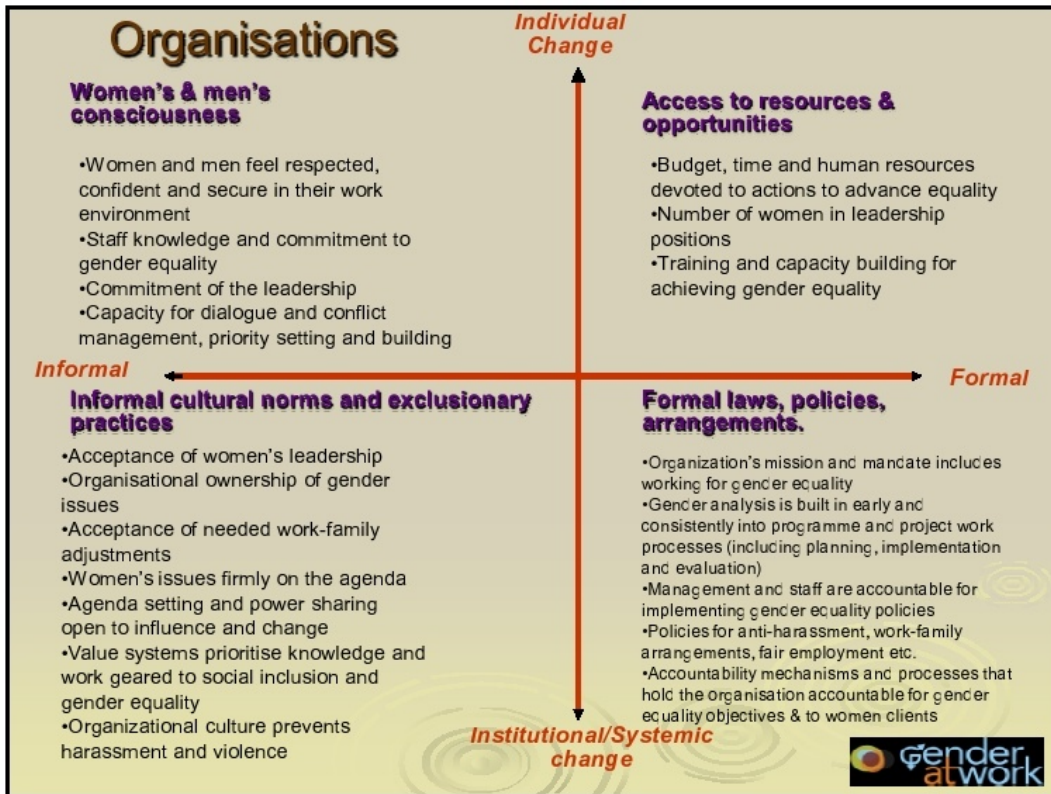 Organisations
Individual
Change
Women's & men's
consciousness
•Women and men feel respected,
confident and secure in their work
environment
•Staff knowledge and commitment to
gender equality
•Commitment of the leadership
•Capacity for dialogue and conflict
management, priority setting and building
Access to resources &
opportunities
•Budget, time and human resources
devoted to actions to advance equality
•Number of women in leadership
positions
•Training and capacity building for
achieving gender equality
Informal
Formal
Informal cultural norms and exclusionary
practices
•Acceptance of women's leadership
•Organisational ownership of gender
issues
•Acceptance of needed work-family
adjustments
•Women's issues firmly on the agenda
•Agenda setting and power sharing
open to influence and change
•Value systems prioritise knowledge and
work geared to social inclusion and
gender equality
•Organizational culture prevents
harassment and violence
Formal laws, policies,
arrangements.
•Organization's mission and mandate includes
working for gender equality
•Gender analysis is built in early and
consistently into programme and project work
processes (including planning, implementation
and evaluation)
•Management and staff are accountable for
implementing gender equality policies
•Policies for anti-harassment, work-family
arrangements, fair employment etc.
•Accountability mechanisms and processes that
hold the organisation accountable for gender
equality objectives & to women clients
Institutional/Systemic
change
Gender
at work